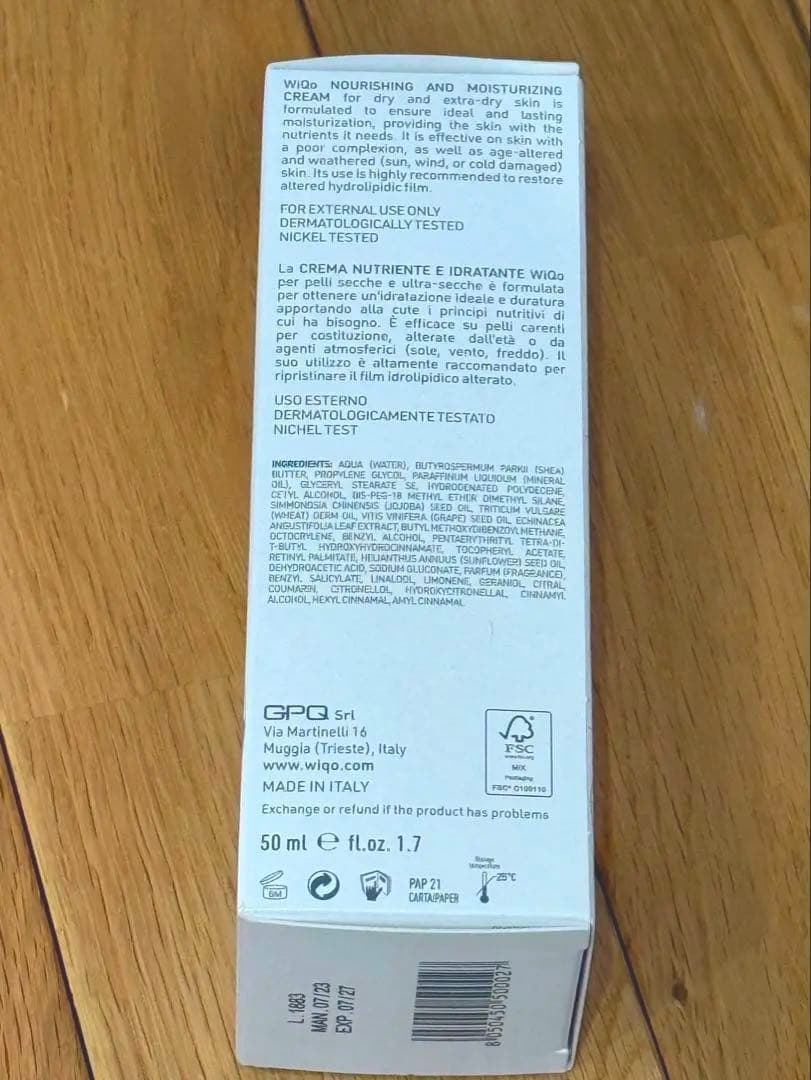 WiQo NOURISHING AND MOISTURIZING
CREAM for dry and extra-dry skin is
formulated to ensure ideal and lasting
moisturization, providing the skin with the
nutrients it needs. It is effective on skin with
a poor complexion, as well as age-altered
and weathered (sun, wind, or cold damaged)
skin. Its use is highly recommended to restore
altered hydrolipidic film.
FOR EXTERNAL USE ONLY
DERMATOLOGICALLY TESTED
NICKEL TESTED
La CREMA NUTRIENTE E IDRATANTE WiQo
per pelli secche e ultra-secche è formulata
per ottenere un'idratazione ideale e duratura
apportando alla cute i principi nutritivi di
cui ha bisogno. È efficace su pelli carenti
per costituzione, alterate dall'età o da
agenti atmosferici (sole, vento, freddo). Il
suo utilizzo è altamente raccomandato per
ripristinare il film idrolipidico alterato.
USO ESTERNO
DERMATOLOGICAMENTE TESTATO
NICHEL TEST
INGREDIENTS: AQUA (WATER), BUTYROSPERMUM PARKII (SHEA)
BUTTER, PROPYLENE GLYCOL, PARAFFINUM LIQUIDUM (MINERAL
OIL), GLYCERYL STEARATE SE, HYDROGENATED POLYDECENE,
CETYL ALCOHOL, BIS-PEG-18 METHYL ETHER DIMETHYL SILANE,
SIMMONDSIA CHINENSIS (JOJOBA) SEED OIL, TRITICUM VULGARE
(WHEAT) GERM OIL, VITIS VINIFERA (GRAPE) SEED OIL, ECHINACEA
ANGUSTIFOLIA LEAF EXTRACT, BUTYL METHOXYDIBENZOYLMETHANE,
OCTOCRYLENE, BENZYL ALCOHOL, PENTAERYTHRITYL TETRA-DI-
T-BUTYL HYDROXYHYDROCINNAMATE, TOCOPHERYL ACETATE,
RETINYL PALMITATE, HELIANTHUS ANNUUS (SUNFLOWER) SEED OIL,
DEHYDROACETIC ACID, SODIUM GLUCONATE, PARFUM (FRAGRANCE),
BENZYL SALICYLATE, LINALOOL, LIMONENE, GERANIOL, CITRAL,
COUMARIN, CITRONELLOL, HYDROXYCITRONELLAL, CINNAMYL
ALCOHOL, HEXYL CINNAMAL, AMYL CINNAMAL
GPQ Srl
Via Martinelli 16
Muggia (Trieste), Italy
www.wiqo.com
MADE IN ITALY
FSC
www.fsc.org
MIX
Packaging
FSC® C109110
Exchange or refund if the product has problems
50 ml e fl.oz. 1.7
6M
PAP 21
CARTA/PAPER
Storage
temperature
25°C
L. 1883
MAN. 07/23
EXP. 07/27
8050450500027